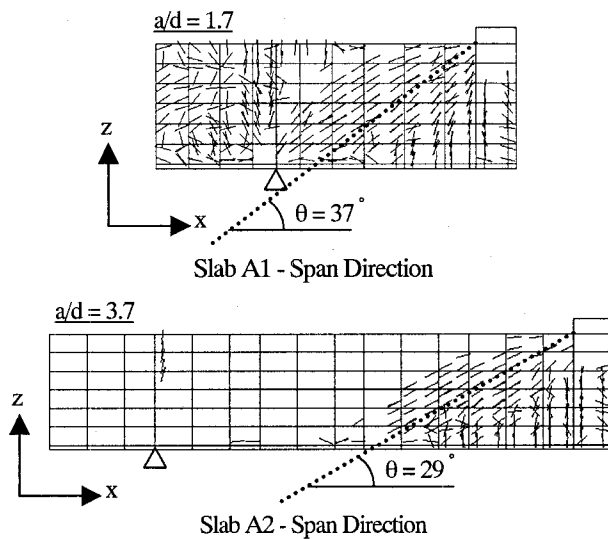 a/d = 1.7
z
x
θ = 37°
Slab A1 - Span Direction
a/d = 3.7
z
x
θ = 29°
Slab A2 - Span Direction